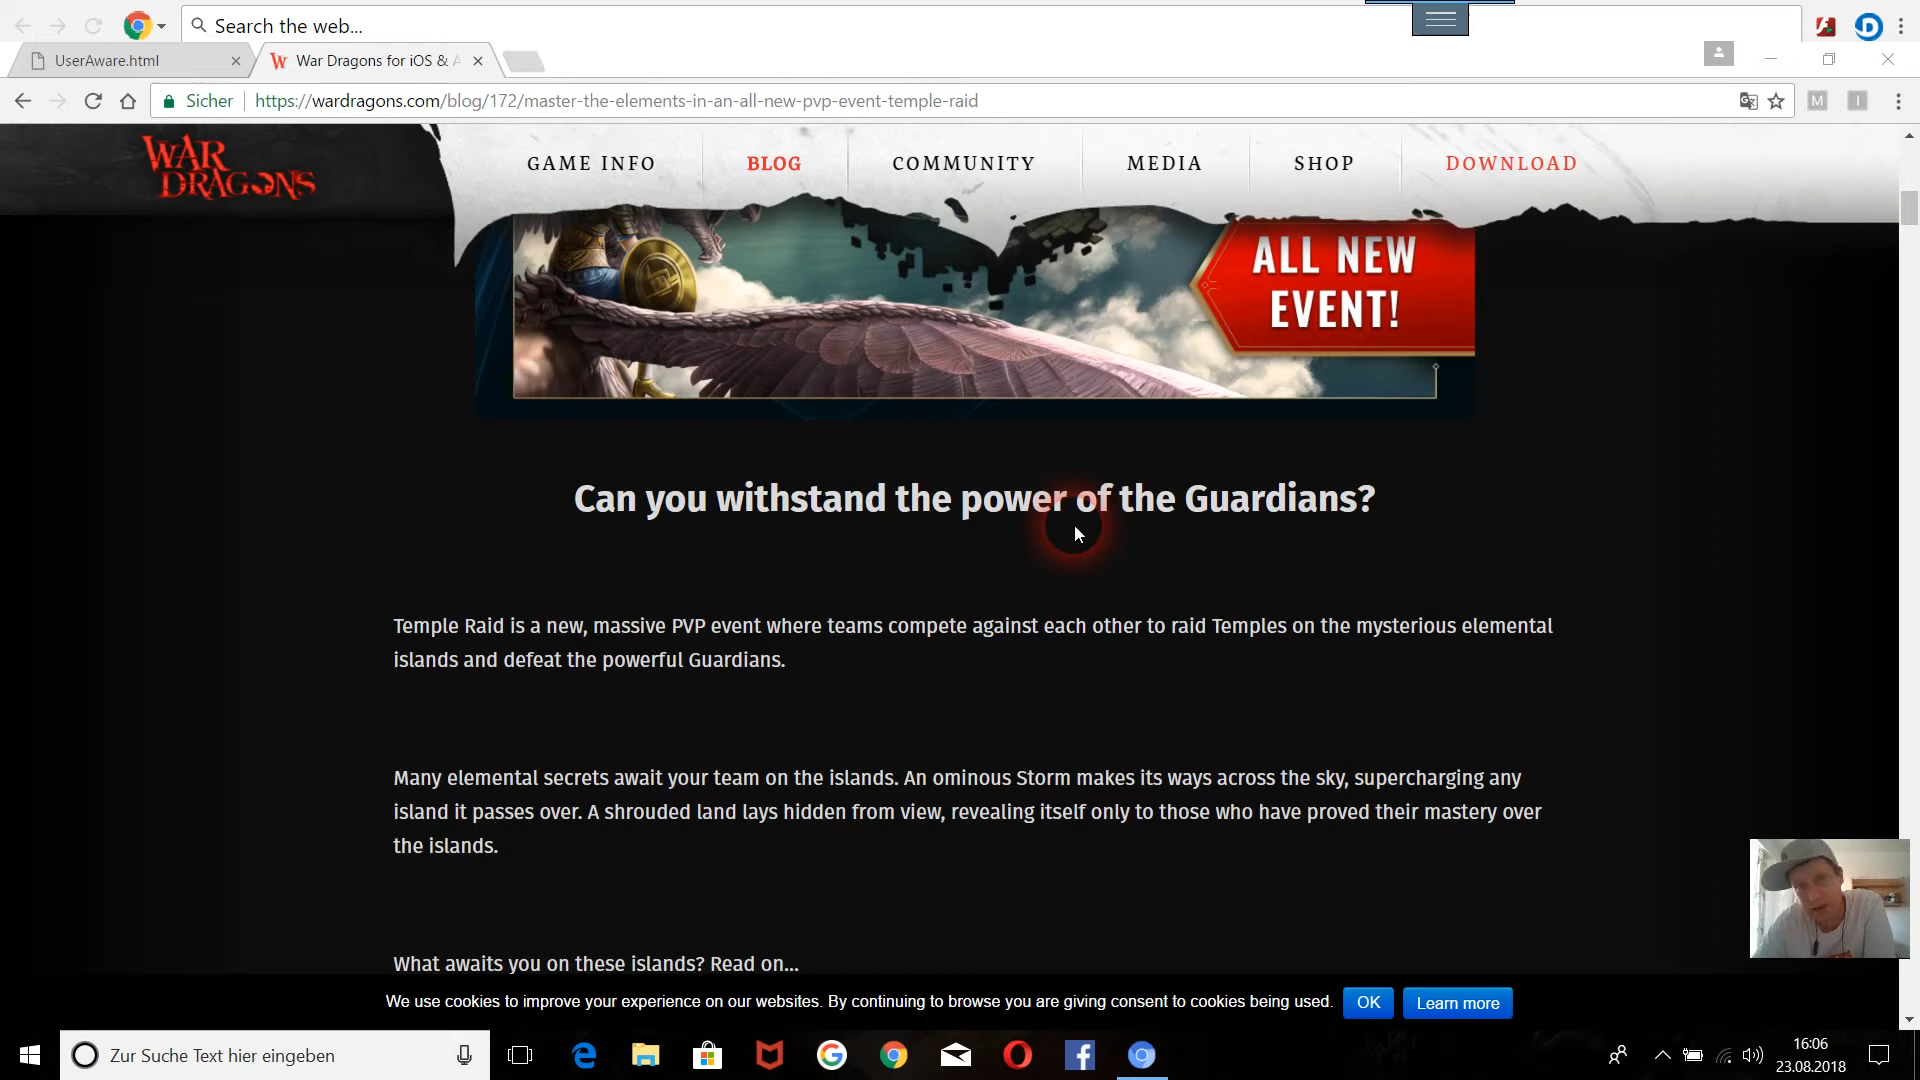 Search the web...
UserAware.html
War Dragons for iOS & A
Sicher
https://wardragons.com/blog/172/master-the-elements-in-an-all-new-pvp-event-temple-raid
M
I
WAR
DRAGONS
GAME INFO
BLOG
COMMUNITY
MEDIA
SHOP
DOWNLOAD
ALL NEW
EVENT!
Can you withstand the power of the Guardians?
Temple Raid is a new, massive PVP event where teams compete against each other to raid Temples on the mysterious elemental
islands and defeat the powerful Guardians.
Many elemental secrets await your team on the islands. An ominous Storm makes its ways across the sky, supercharging any
island it passes over. A shrouded land lays hidden from view, revealing itself only to those who have proved their mastery over
the islands.
What awaits you on these islands? Read on...
We use cookies to improve your experience on our websites. By continuing to browse you are giving consent to cookies being used.
OK
Learn more
Zur Suche Text hier eingeben
16:06
23.08.2018